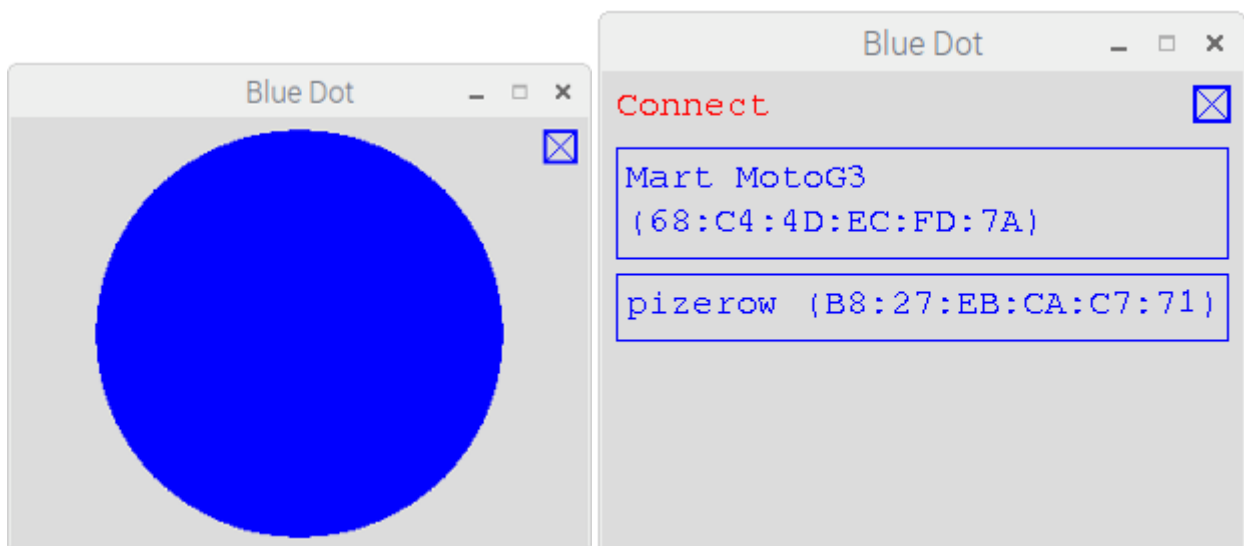 Blue Dot
Blue Dot
Connect
Mart MotoG3
(68:C4:4D:EC:FD:7A)
pizerow (B8:27:EB:CA:C7:71)